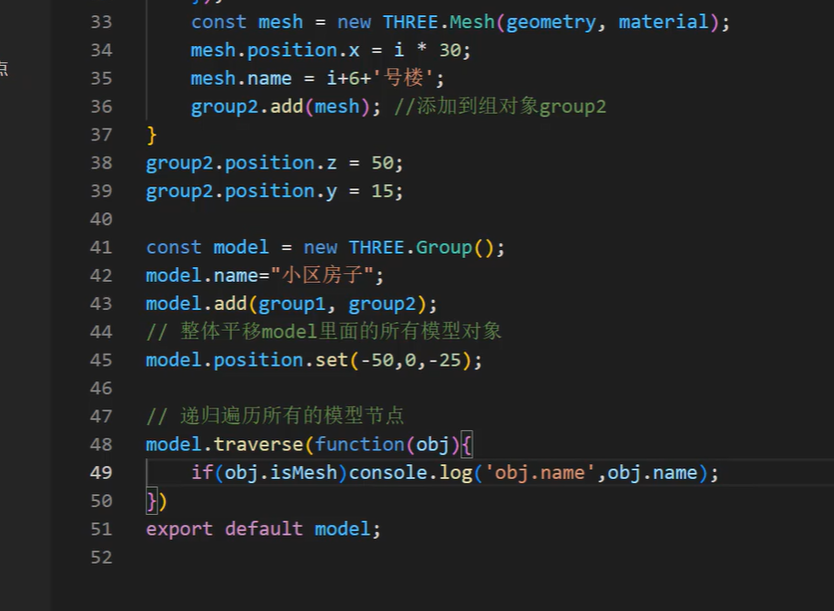 33 const mesh = new THREE.Mesh(geometry, material);
34 mesh.position.x = i * 30;
点
35 mesh.name = i+6+'号楼';
36 group2.add(mesh); //添加到组对象group2
37 }
38 group2.position.z = 50;
39 group2.position.y = 15;
40
41 const model = new THREE.Group();
42 model.name="小区房子";
43 model.add(group1, group2);
44 // 整体平移model里面的所有模型对象
45 model.position.set(-50,0,-25);
46
47 // 递归遍历所有的模型节点
48 model.traverse(function(obj){
49 if(obj.isMesh)console.log('obj.name',obj.name);
50 })
51 export default model;
52